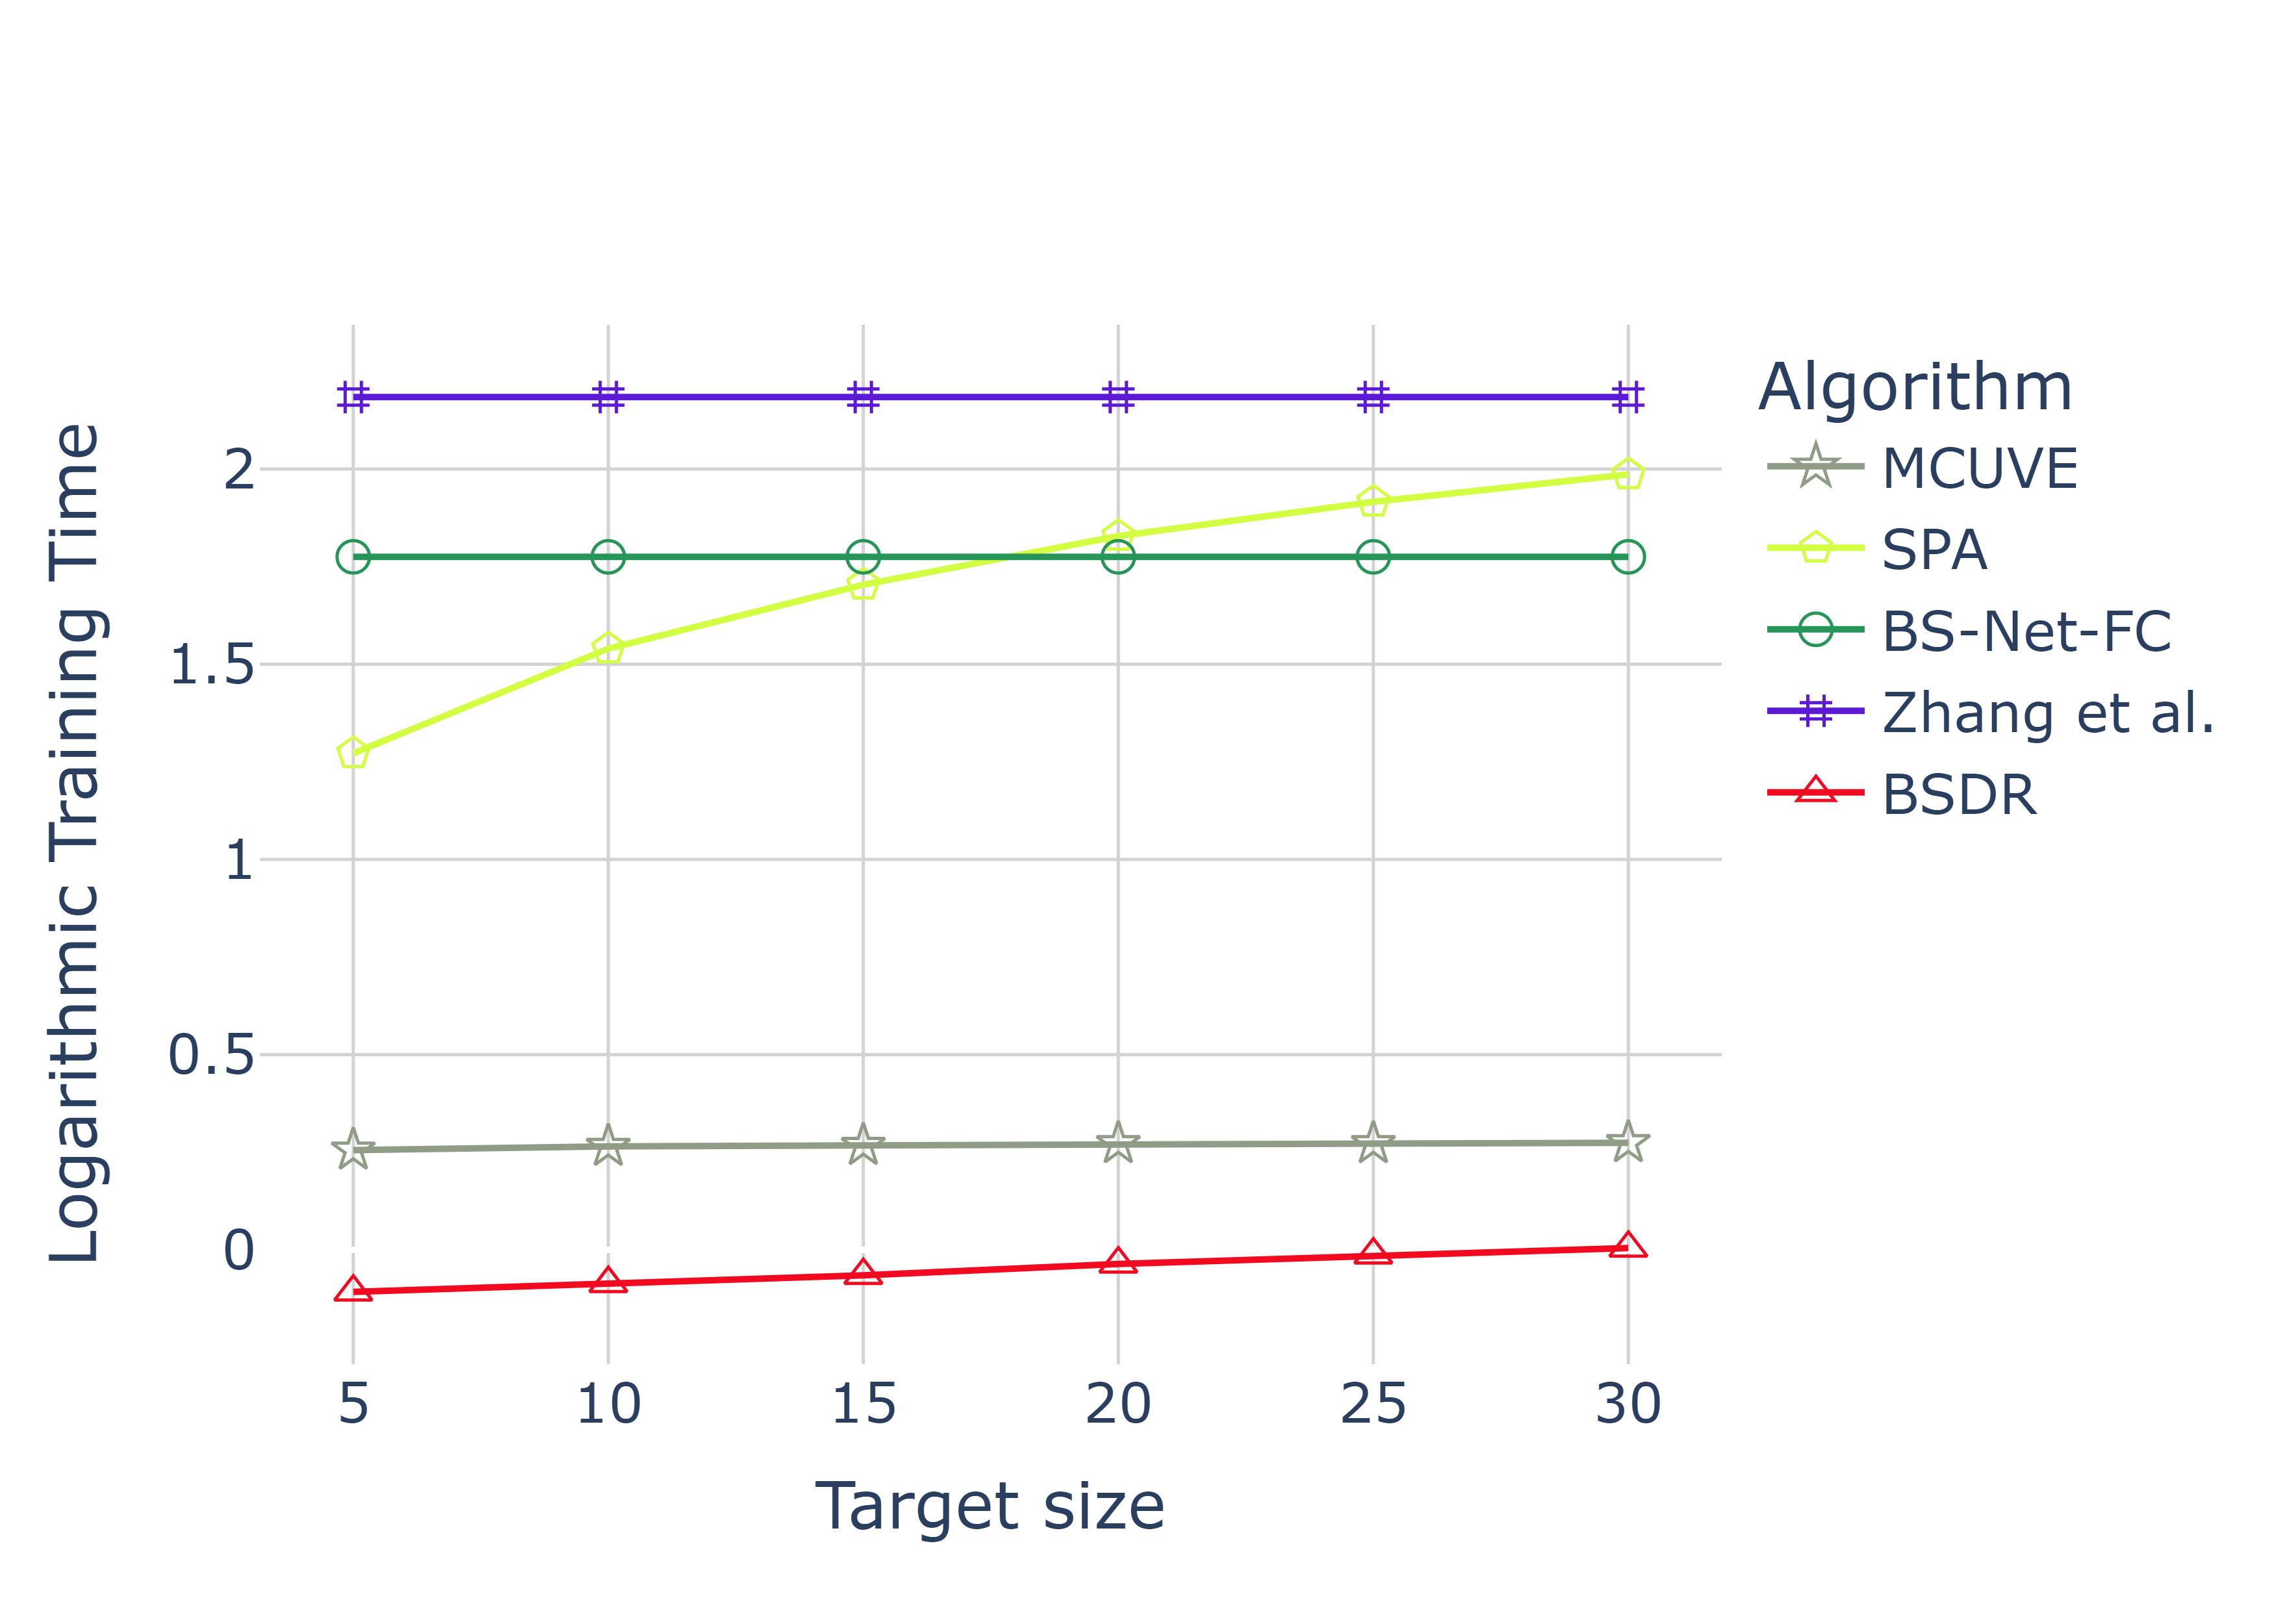 Logarithmic Training Time
2
1.5
1
0.5
0
5 10 15 20 25 30
Target size
Algorithm
MCUVE
SPA
BS-Net-FC
Zhang et al.
BSDR